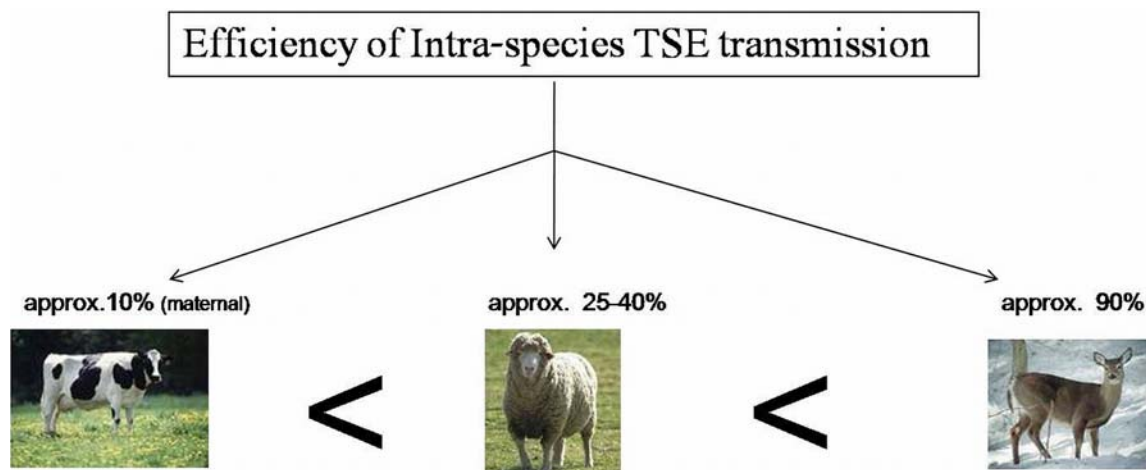 Efficiency of Intra-species TSE transmission
approx.10% (maternal)
approx. 25-40%
approx. 90%
< <